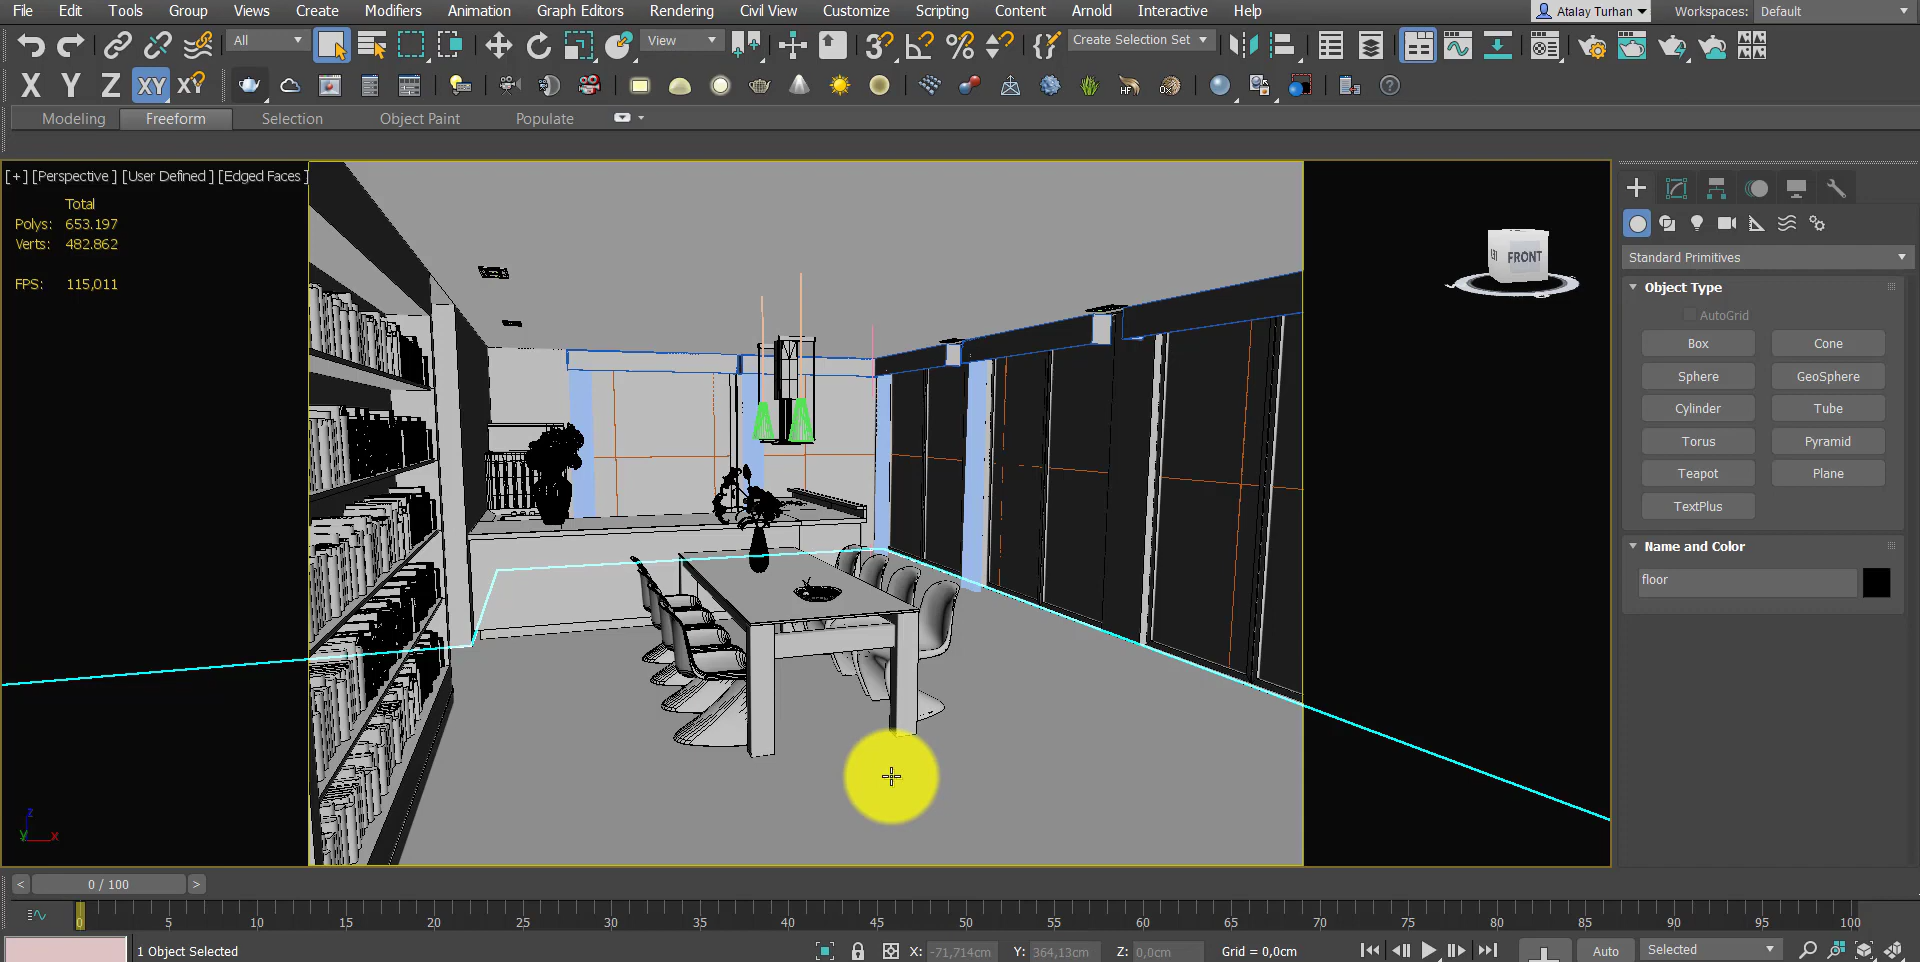 File Edit Tools Group Views Create Modifiers Animation Graph Editors Rendering Civil View Customize Scripting Content Arnold Interactive Help Atalay Turhan Workspaces: Default
All View Create Selection Set
X Y Z XY XY
Modeling Freeform Selection Object Paint Populate
[+] [Perspective ] [User Defined ] [Edged Faces ]
Total
Polys: 653.197
Verts: 482.862
FPS: 115,011
FRONT
Standard Primitives
Object Type
AutoGrid
Box Cone
Sphere GeoSphere
Cylinder Tube
Torus Pyramid
Teapot Plane
TextPlus
Name and Color
floor
z
y x
< 0 / 100 >
0 5 10 15 20 25 30 35 40 45 50 55 60 65 70 75 80 85 90 95 100
1 Object Selected X: -71,714cm Y: 364,13cm Z: 0,0cm Grid = 0,0cm Auto Selected